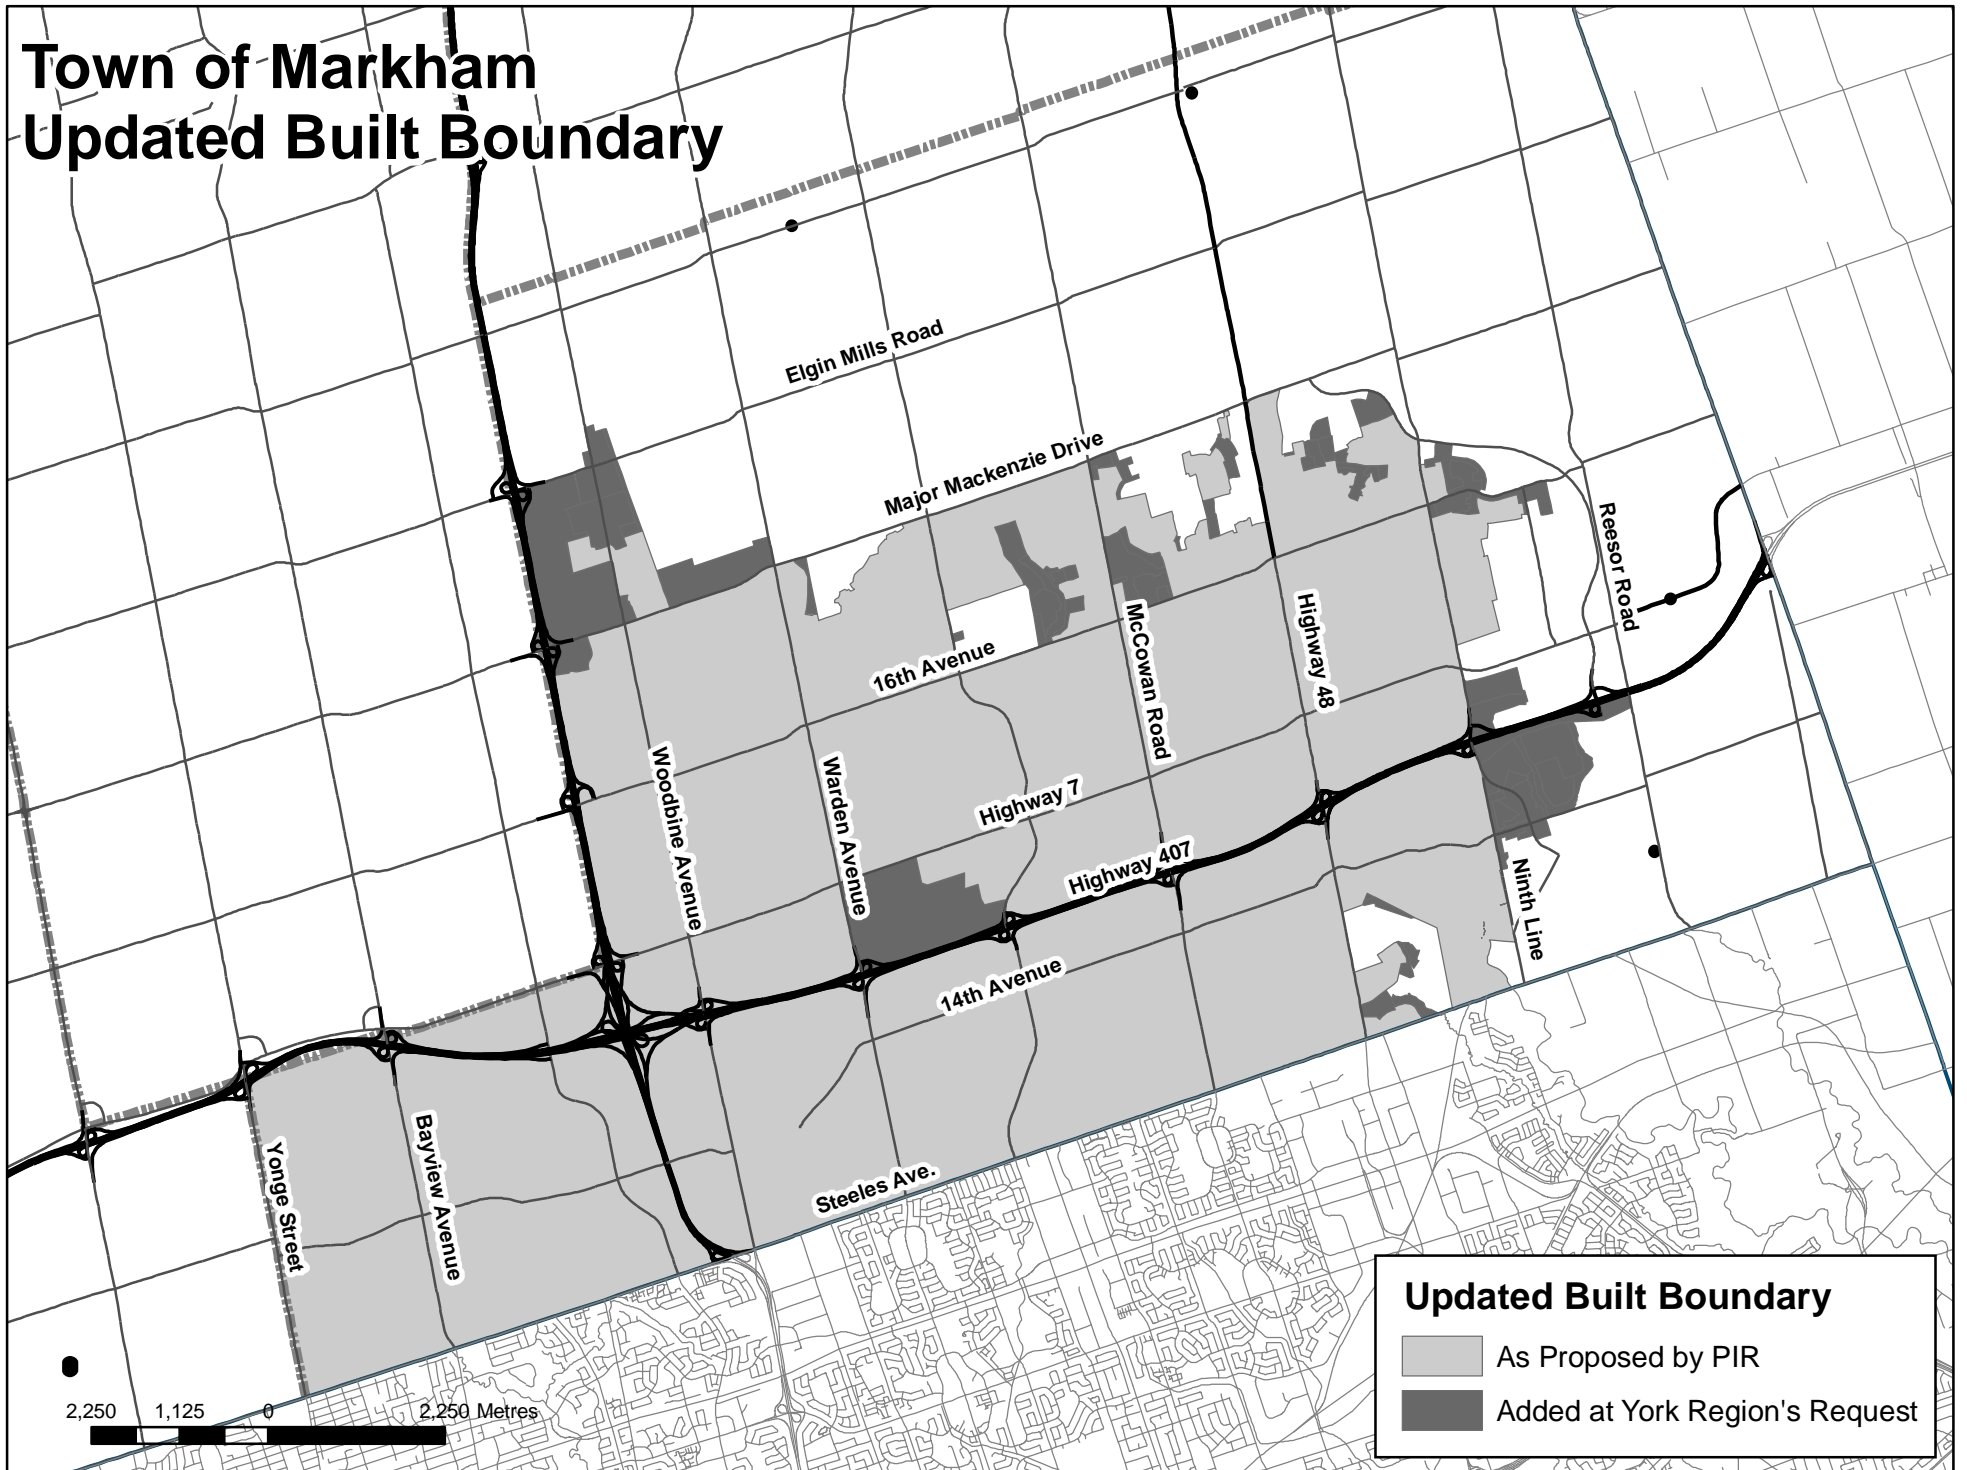 Town of Markham
Updated Built Boundary
Elgin Mills Road
Major Mackenzie Drive
Reesor Road
16th Avenue
McCowan Road
Highway 48
Woodbine Avenue
Warden Avenue
Highway 7
Highway 407
Ninth Line
14th Avenue
Yonge Street
Bayview Avenue
Steeles Ave.
Updated Built Boundary
As Proposed by PIR
Added at York Region's Request
2,250 1,125 0 2,250 Metres